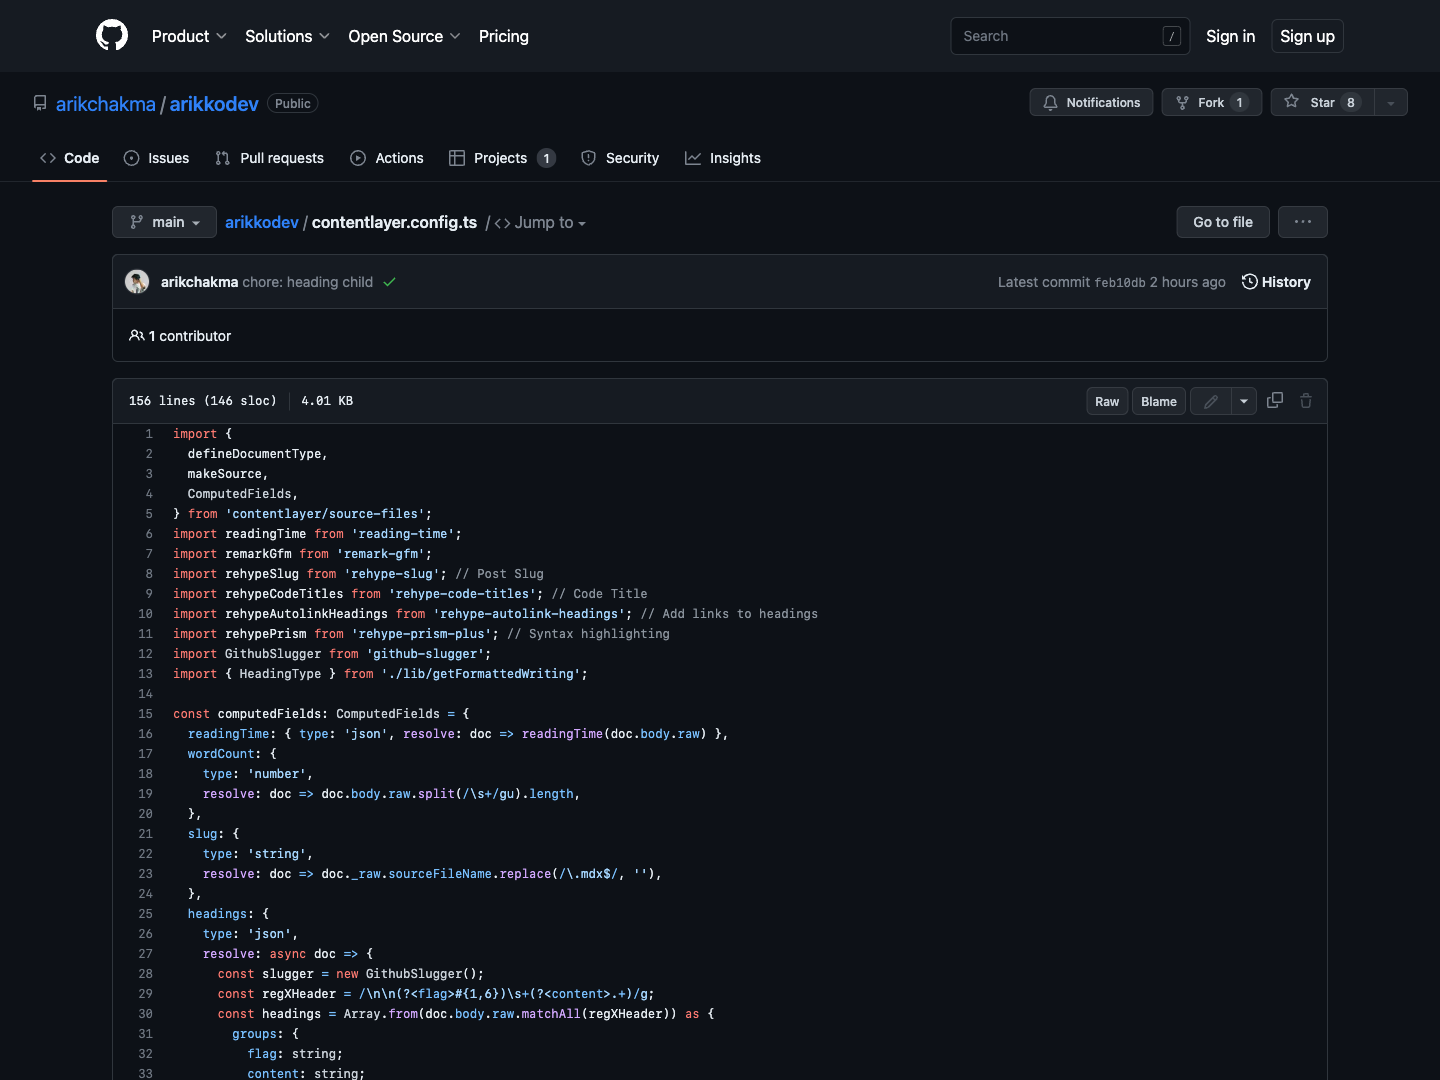 Product Solutions Open Source Pricing Search / Sign in Sign up
arikchakma / arikkodev Public Notifications Fork 1 Star 8
Code Issues Pull requests Actions Projects 1 Security Insights
main arikkodev / contentlayer.config.ts / <> Jump to Go to file ...
arikchakma chore: heading child Latest commit feb10db 2 hours ago History
1 contributor
156 lines (146 sloc) 4.01 KB Raw Blame
1 import {
2 defineDocumentType,
3 makeSource,
4 ComputedFields,
5 } from 'contentlayer/source-files';
6 import readingTime from 'reading-time';
7 import remarkGfm from 'remark-gfm';
8 import rehypeSlug from 'rehype-slug'; // Post Slug
9 import rehypeCodeTitles from 'rehype-code-titles'; // Code Title
10 import rehypeAutolinkHeadings from 'rehype-autolink-headings'; // Add links to headings
11 import rehypePrism from 'rehype-prism-plus'; // Syntax highlighting
12 import GithubSlugger from 'github-slugger';
13 import { HeadingType } from './lib/getFormattedWriting';
14
15 const computedFields: ComputedFields = {
16 readingTime: { type: 'json', resolve: doc => readingTime(doc.body.raw) },
17 wordCount: {
18 type: 'number',
19 resolve: doc => doc.body.raw.split(/\s+/gu).length,
20 },
21 slug: {
22 type: 'string',
23 resolve: doc => doc._raw.sourceFileName.replace(/\.mdx$/, ''),
24 },
25 headings: {
26 type: 'json',
27 resolve: async doc => {
28 const slugger = new GithubSlugger();
29 const regXHeader = /\n\n(?<flag>#{1,6})\s+(?<content>.+)/g;
30 const headings = Array.from(doc.body.raw.matchAll(regXHeader)) as {
31 groups: {
32 flag: string;
33 content: string;